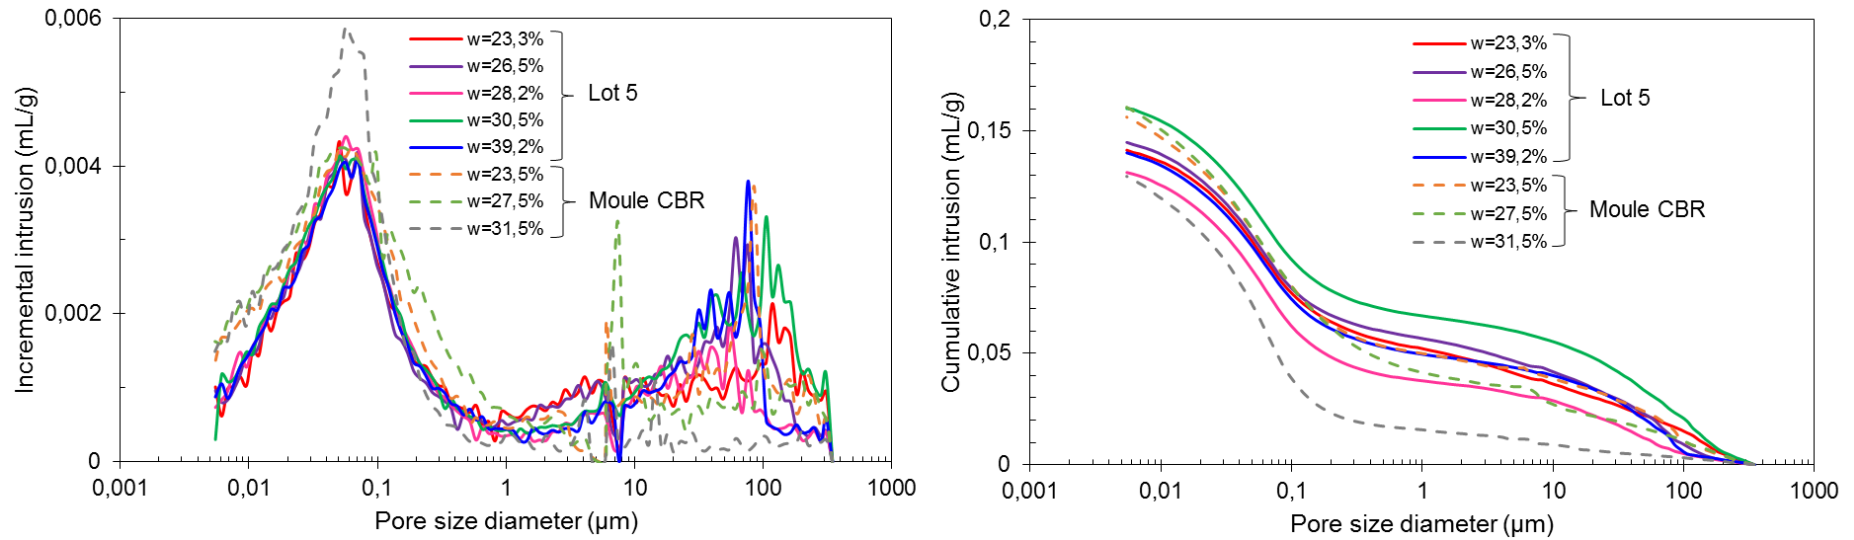 Incremental intrusion (mL/g)
0,006
0,004
0,002
0
0,001
0,01
0,1
1
10
100
1000
Pore size diameter (µm)
w=23,3%
w=26,5%
w=28,2%
w=30,5%
w=39,2%
Lot 5
w=23,5%
w=27,5%
w=31,5%
Moule CBR
Cumulative intrusion (mL/g)
0,2
0,15
0,1
0,05
0
0,001
0,01
0,1
1
10
100
1000
Pore size diameter (µm)
w=23,3%
w=26,5%
w=28,2%
w=30,5%
w=39,2%
Lot 5
w=23,5%
w=27,5%
w=31,5%
Moule CBR